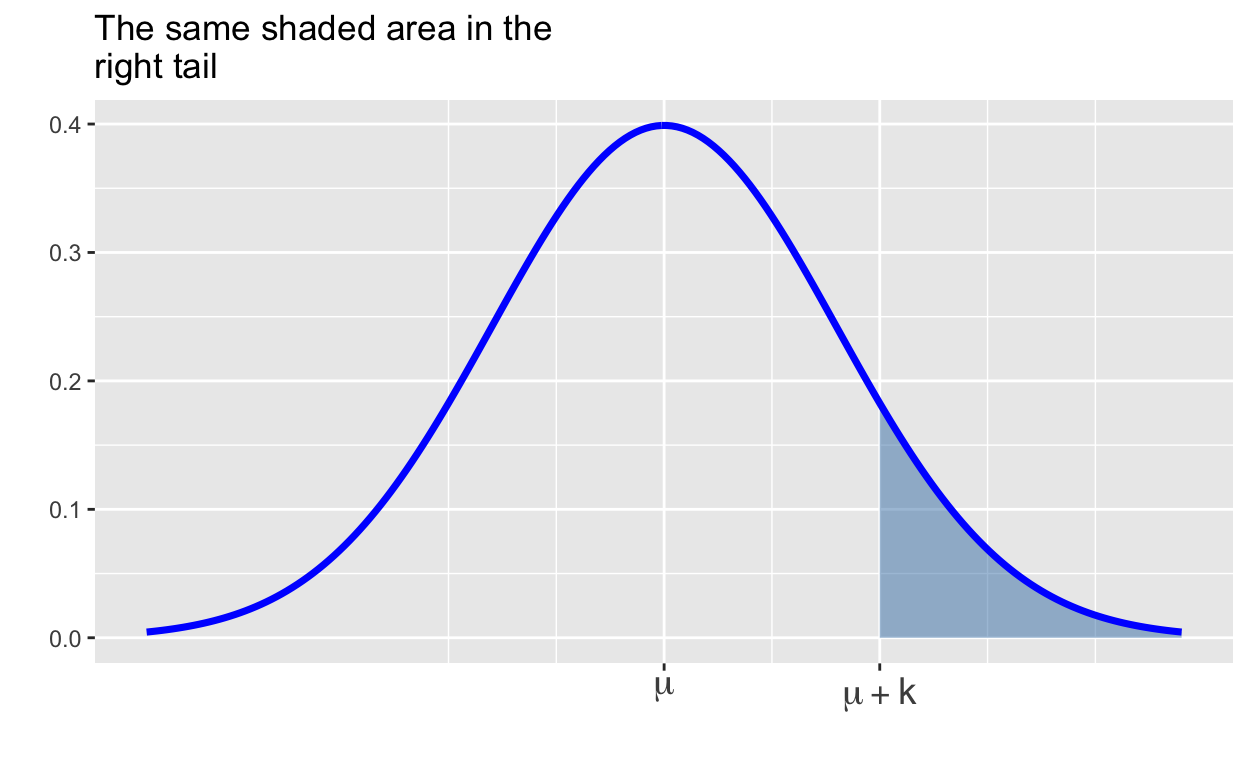 The same shaded area in the
right tail
0.4
0.3
0.2
0.1
0.0
μ
μ + k